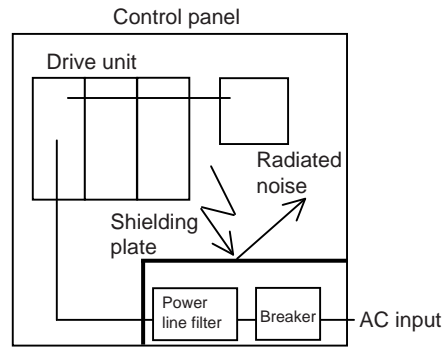 Control panel
Drive unit
Radiated
noise
Shielding
plate
Power
line filter
Breaker
AC input